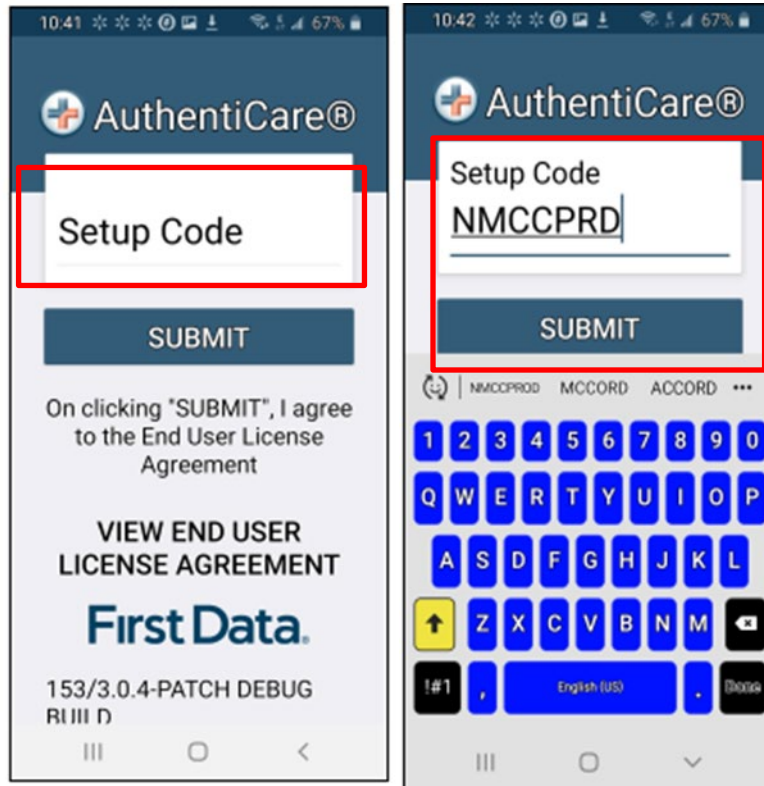 10:41
67%
AuthentiCare®
Setup Code
SUBMIT
On clicking "SUBMIT", I agree
to the End User License
Agreement
VIEW END USER
LICENSE AGREEMENT
First Data.
153/3.0.4-PATCH DEBUG
BUILD
10:42
67%
AuthentiCare®
Setup Code
NMCCPRD
SUBMIT
NMCCPROD MCCORD ACCORD •••
1 2 3 4 5 6 7 8 9 0
Q W E R T Y U I O P
A S D F G H J K L
Z X C V B N M
!#1 , English (US) . Done